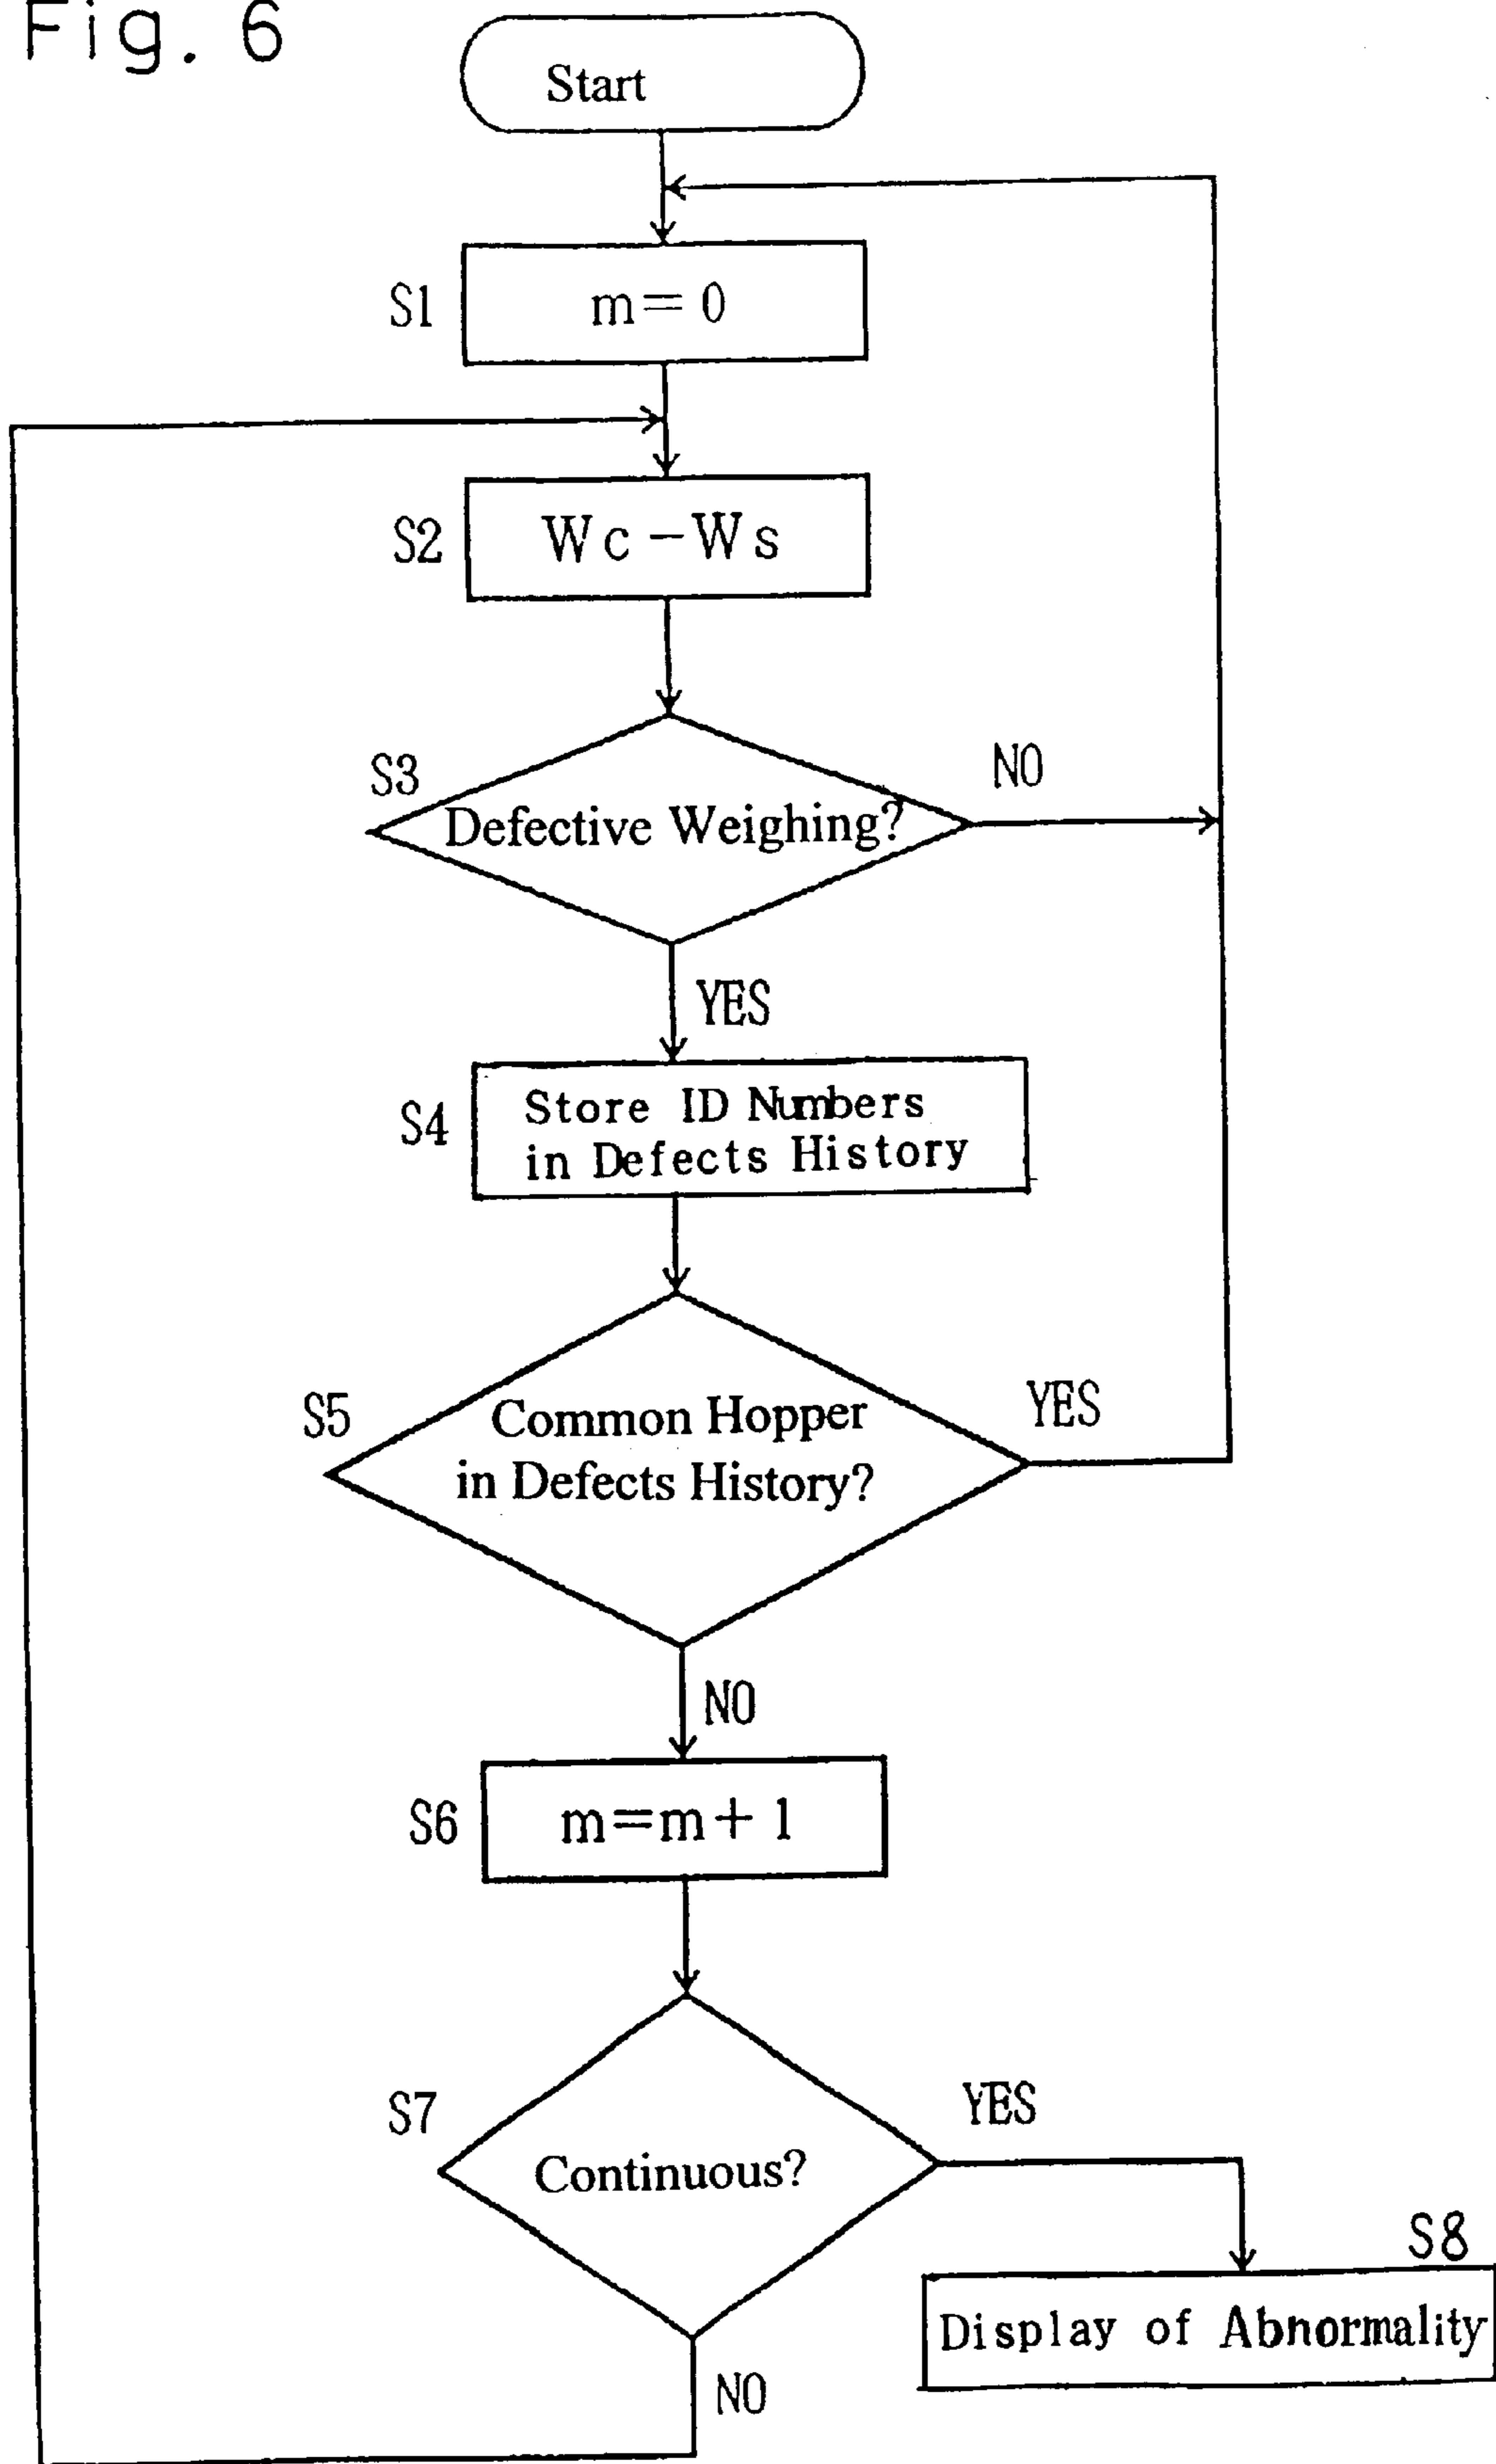 Fig. 6
Start
S1
m=0
S2
Wc-Ws
S3
Defective Weighing?
NO
YES
S4
Store ID Numbers
in Defects History
S5
Common Hopper
in Defects History?
YES
NO
S6
m=m+1
S7
Continuous?
YES
S8
Display of Abnormality
NO